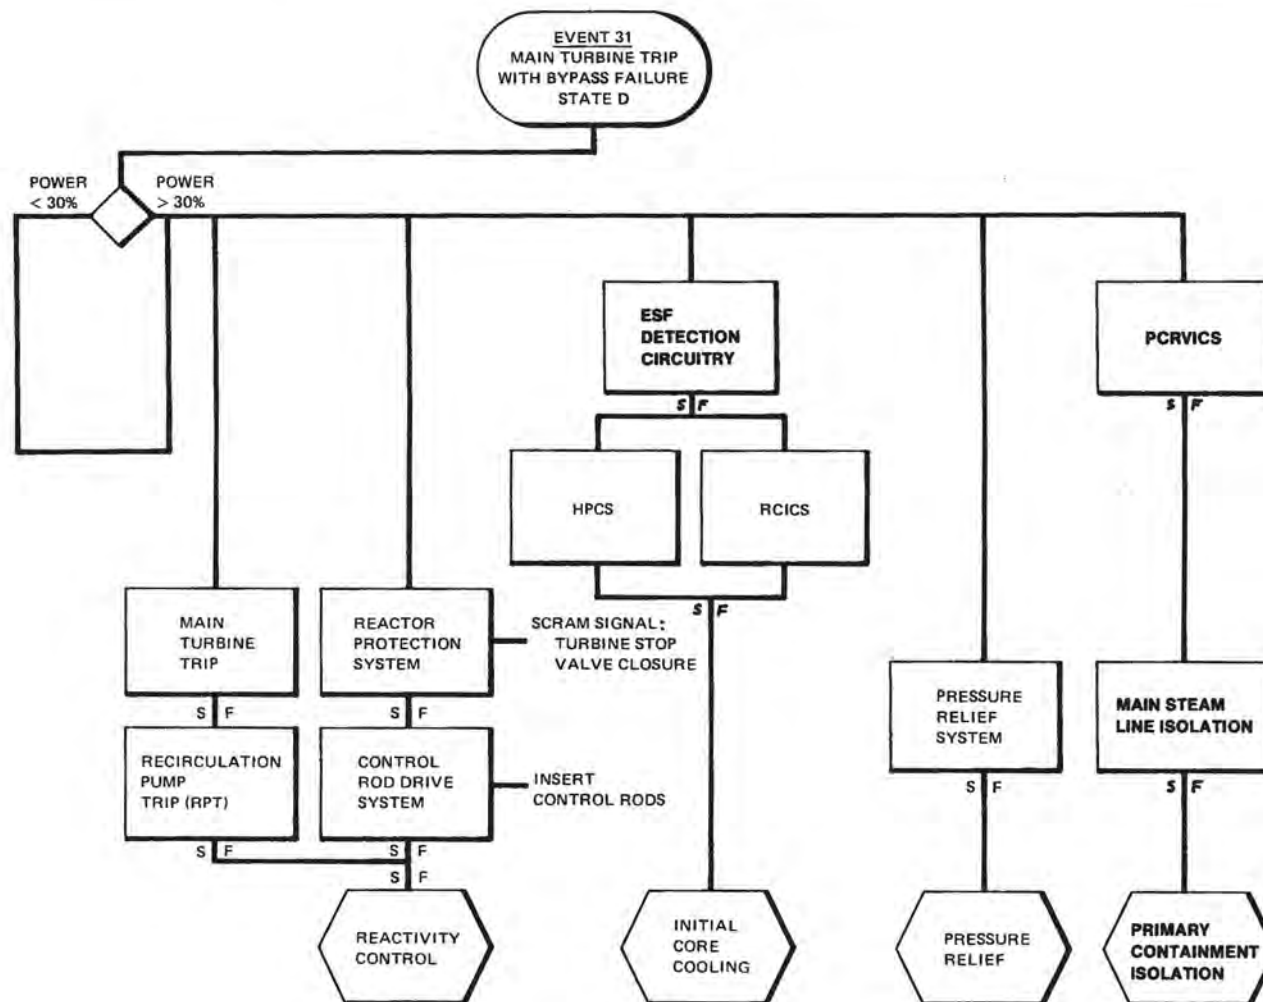 EVENT 31
MAIN TURBINE TRIP
WITH BYPASS FAILURE
STATE D
POWER
< 30%
POWER
> 30%
ESF
DETECTION
CIRCUITRY
S F
PCRVICS
S F
HPCS
RCICS
S F
MAIN
TURBINE
TRIP
S F
REACTOR
PROTECTION
SYSTEM
S F
SCRAM SIGNAL:
TURBINE STOP
VALVE CLOSURE
PRESSURE
RELIEF
SYSTEM
S F
MAIN STEAM
LINE ISOLATION
S F
RECIRCULATION
PUMP
TRIP (RPT)
S F
CONTROL
ROD DRIVE
SYSTEM
S F
S F
INSERT
CONTROL RODS
REACTIVITY
CONTROL
INITIAL
CORE
COOLING
PRESSURE
RELIEF
PRIMARY
CONTAINMENT
ISOLATION